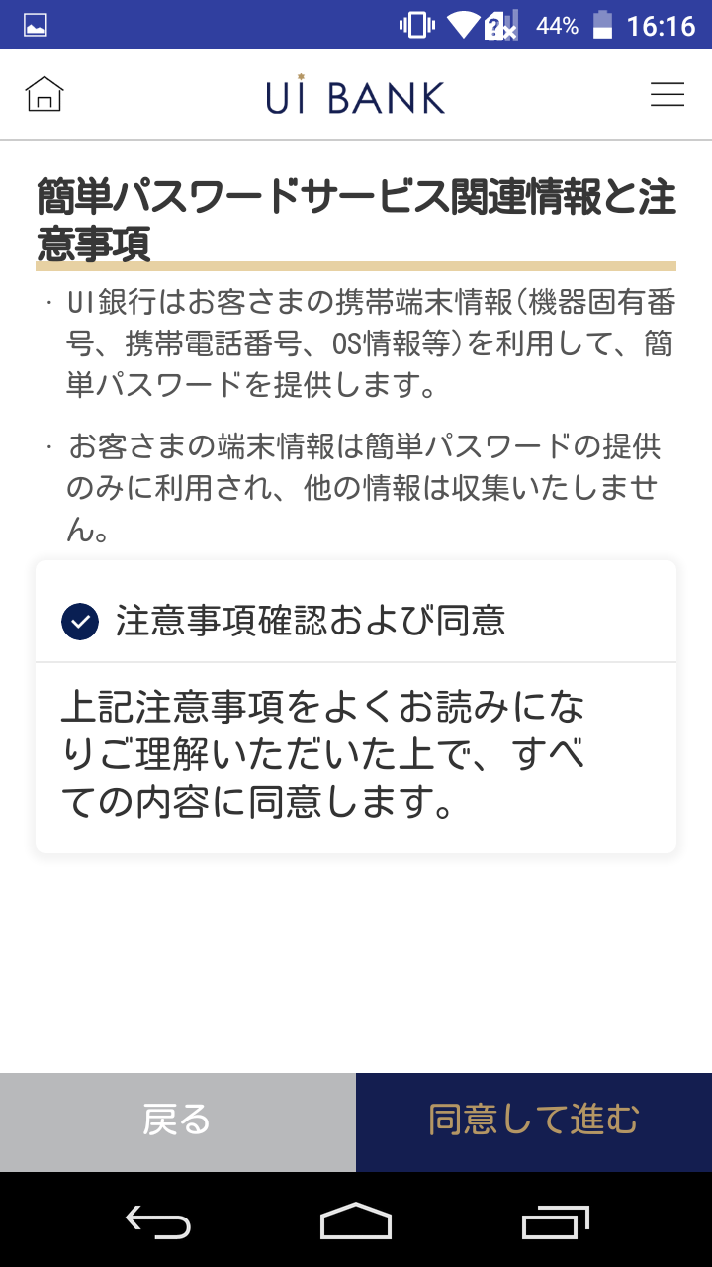 44% 16:16
UI BANK
簡単パスワードサービス関連情報と注
意事項
・UI銀行はお客さまの携帯端末情報(機器固有番
号、携帯電話番号、OS情報等)を利用して、簡
単パスワードを提供します。
・お客さまの端末情報は簡単パスワードの提供
のみに利用され、他の情報は収集いたしませ
ん。
注意事項確認および同意
上記注意事項をよくお読みにな
りご理解いただいた上で、すべ
ての内容に同意します。
戻る 同意して進む